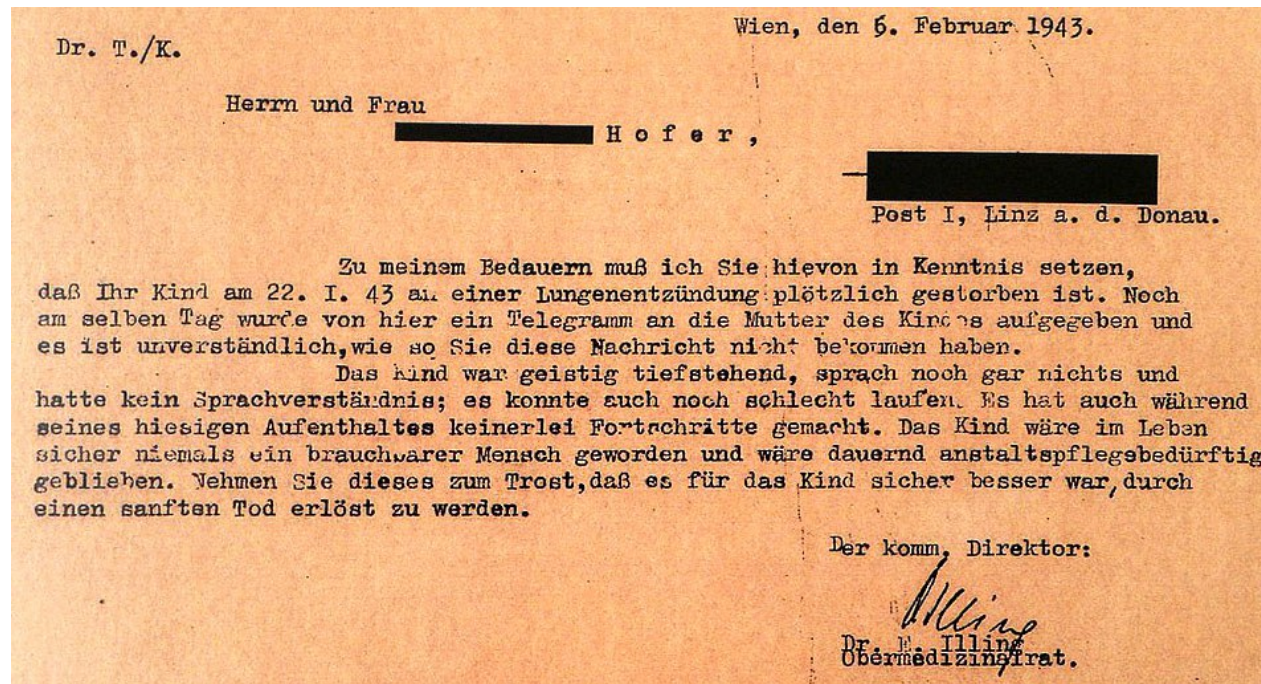 Wien, den 6. Februar 1943.
Dr. T./K.
Herrn und Frau
Hofer,
Post I, Linz a. d. Donau.
Zu meinem Bedauern muß ich Sie hievon in Kenntnis setzen,
daß Ihr Kind am 22. I. 43 an einer Lungenentzündung plötzlich gestorben ist. Noch
am selben Tag wurde von hier ein Telegramm an die Mutter des Kindes aufgegeben und
es ist unverständlich,wie so Sie diese Nachricht nicht bekommen haben.
Das Kind war geistig tiefstehend, sprach noch gar nichts und
hatte kein Sprachverständnis; es konnte auch noch schlecht laufen. Es hat auch während
seines hiesigen Aufenthaltes keinerlei Fortschritte gemacht. Das Kind wäre im Leben
sicher niemals ein brauchbarer Mensch geworden und wäre dauernd anstaltspflegebedürftig
geblieben. Nehmen Sie dieses zum Trost,daß es für das Kind sicher besser war, durch
einen sanften Tod erlöst zu werden.
Der komm. Direktor:
Illing
Dr. E. Illing
Obermedizinalrat.